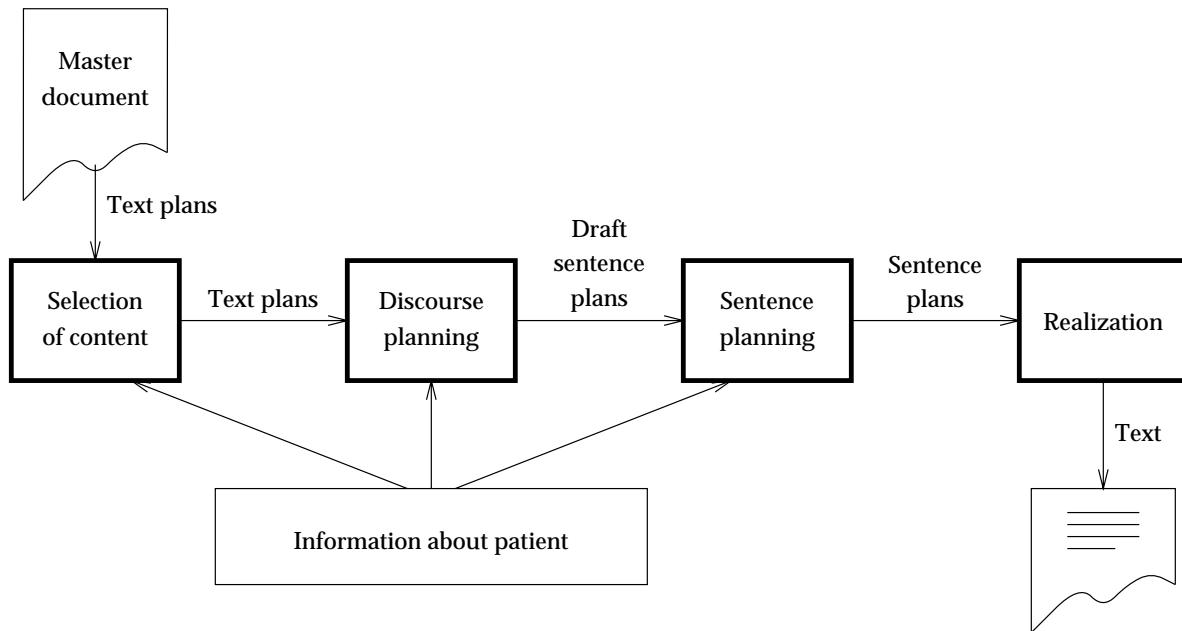 Master
document
Text plans
Selection
of content
Text plans
Discourse
planning
Draft
sentence
plans
Sentence
planning
Sentence
plans
Realization
Text
Information about patient